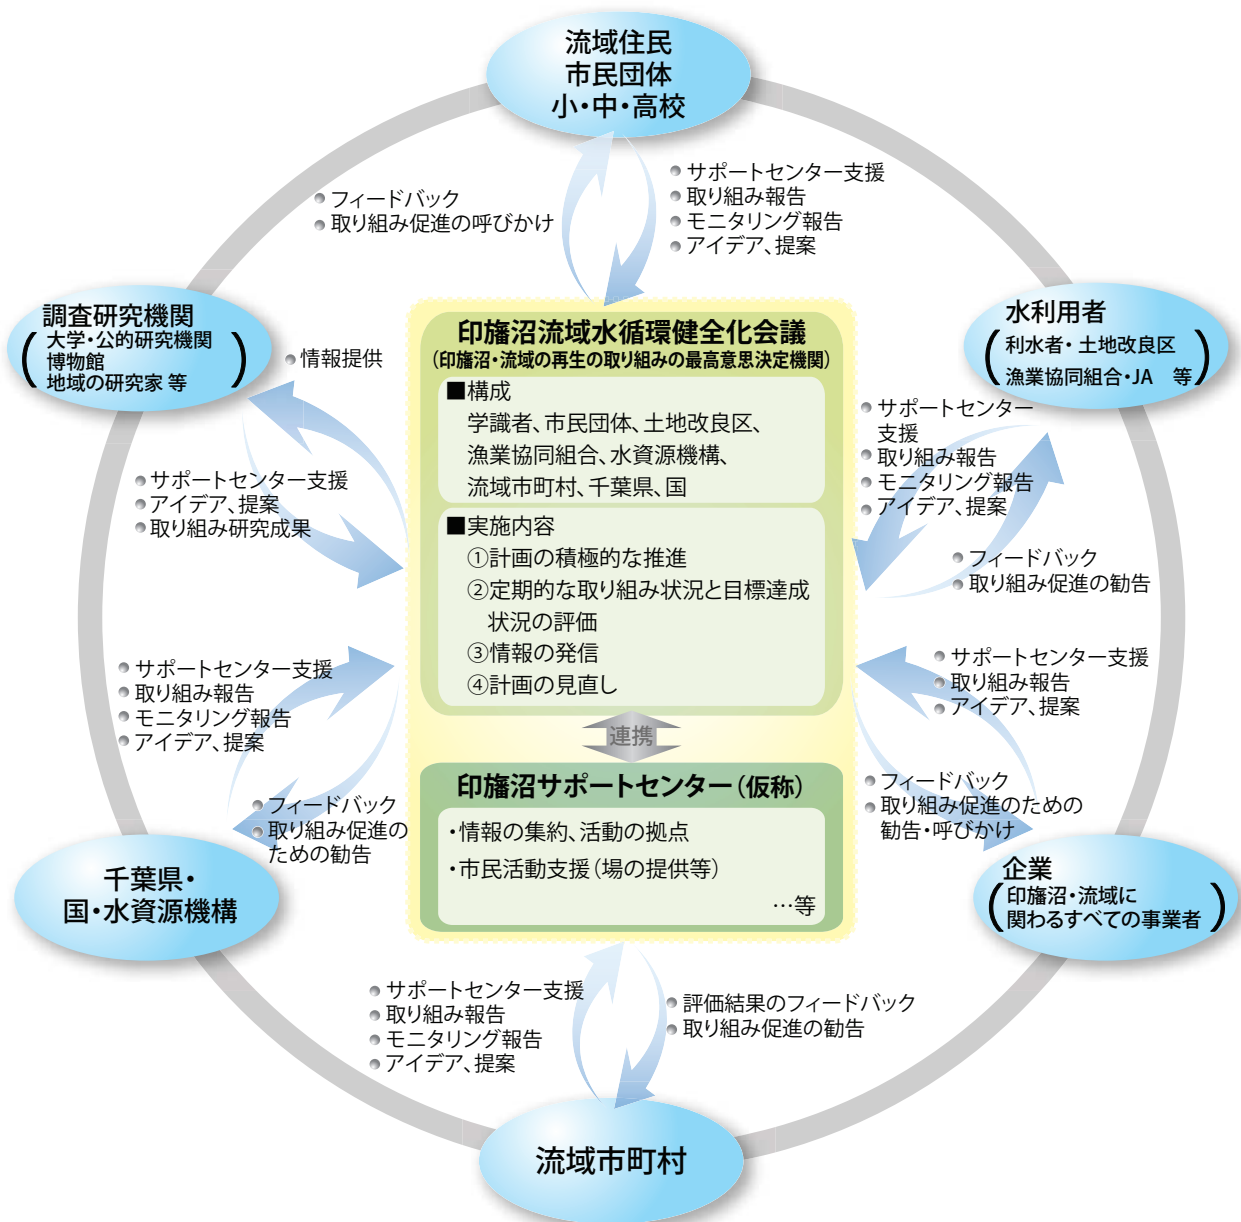 流域住民
市民団体
小・中・高校
●フィードバック
●取り組み促進の呼びかけ
●サポートセンター支援
●取り組み報告
●モニタリング報告
●アイデア、提案
調査研究機関
(大学・公的研究機関
博物館
地域の研究家 等)
●情報提供
●サポートセンター支援
●アイデア、提案
●取り組み研究成果
水利用者
(利水者・土地改良区
漁業協同組合・JA 等)
●サポートセンター
支援
●取り組み報告
●モニタリング報告
●アイデア、提案
●フィードバック
●取り組み促進の勧告
印旛沼流域水循環健全化会議
(印旛沼・流域の再生の取り組みの最高意思決定機関)
■構成
学識者、市民団体、土地改良区、
漁業協同組合、水資源機構、
流域市町村、千葉県、国
■実施内容
①計画の積極的な推進
②定期的な取り組み状況と目標達成
状況の評価
③情報の発信
④計画の見直し
連携
印旛沼サポートセンター(仮称)
・情報の集約、活動の拠点
・市民活動支援(場の提供等)
…等
●サポートセンター支援
●取り組み報告
●モニタリング報告
●アイデア、提案
●フィードバック
●取り組み促進の
ための勧告
千葉県・
国・水資源機構
●サポートセンター支援
●取り組み報告
●アイデア、提案
●フィードバック
●取り組み促進のための
勧告・呼びかけ
企業
(印旛沼・流域に
関わるすべての事業者)
●サポートセンター支援
●取り組み報告
●モニタリング報告
●アイデア、提案
●評価結果のフィードバック
●取り組み促進の勧告
流域市町村